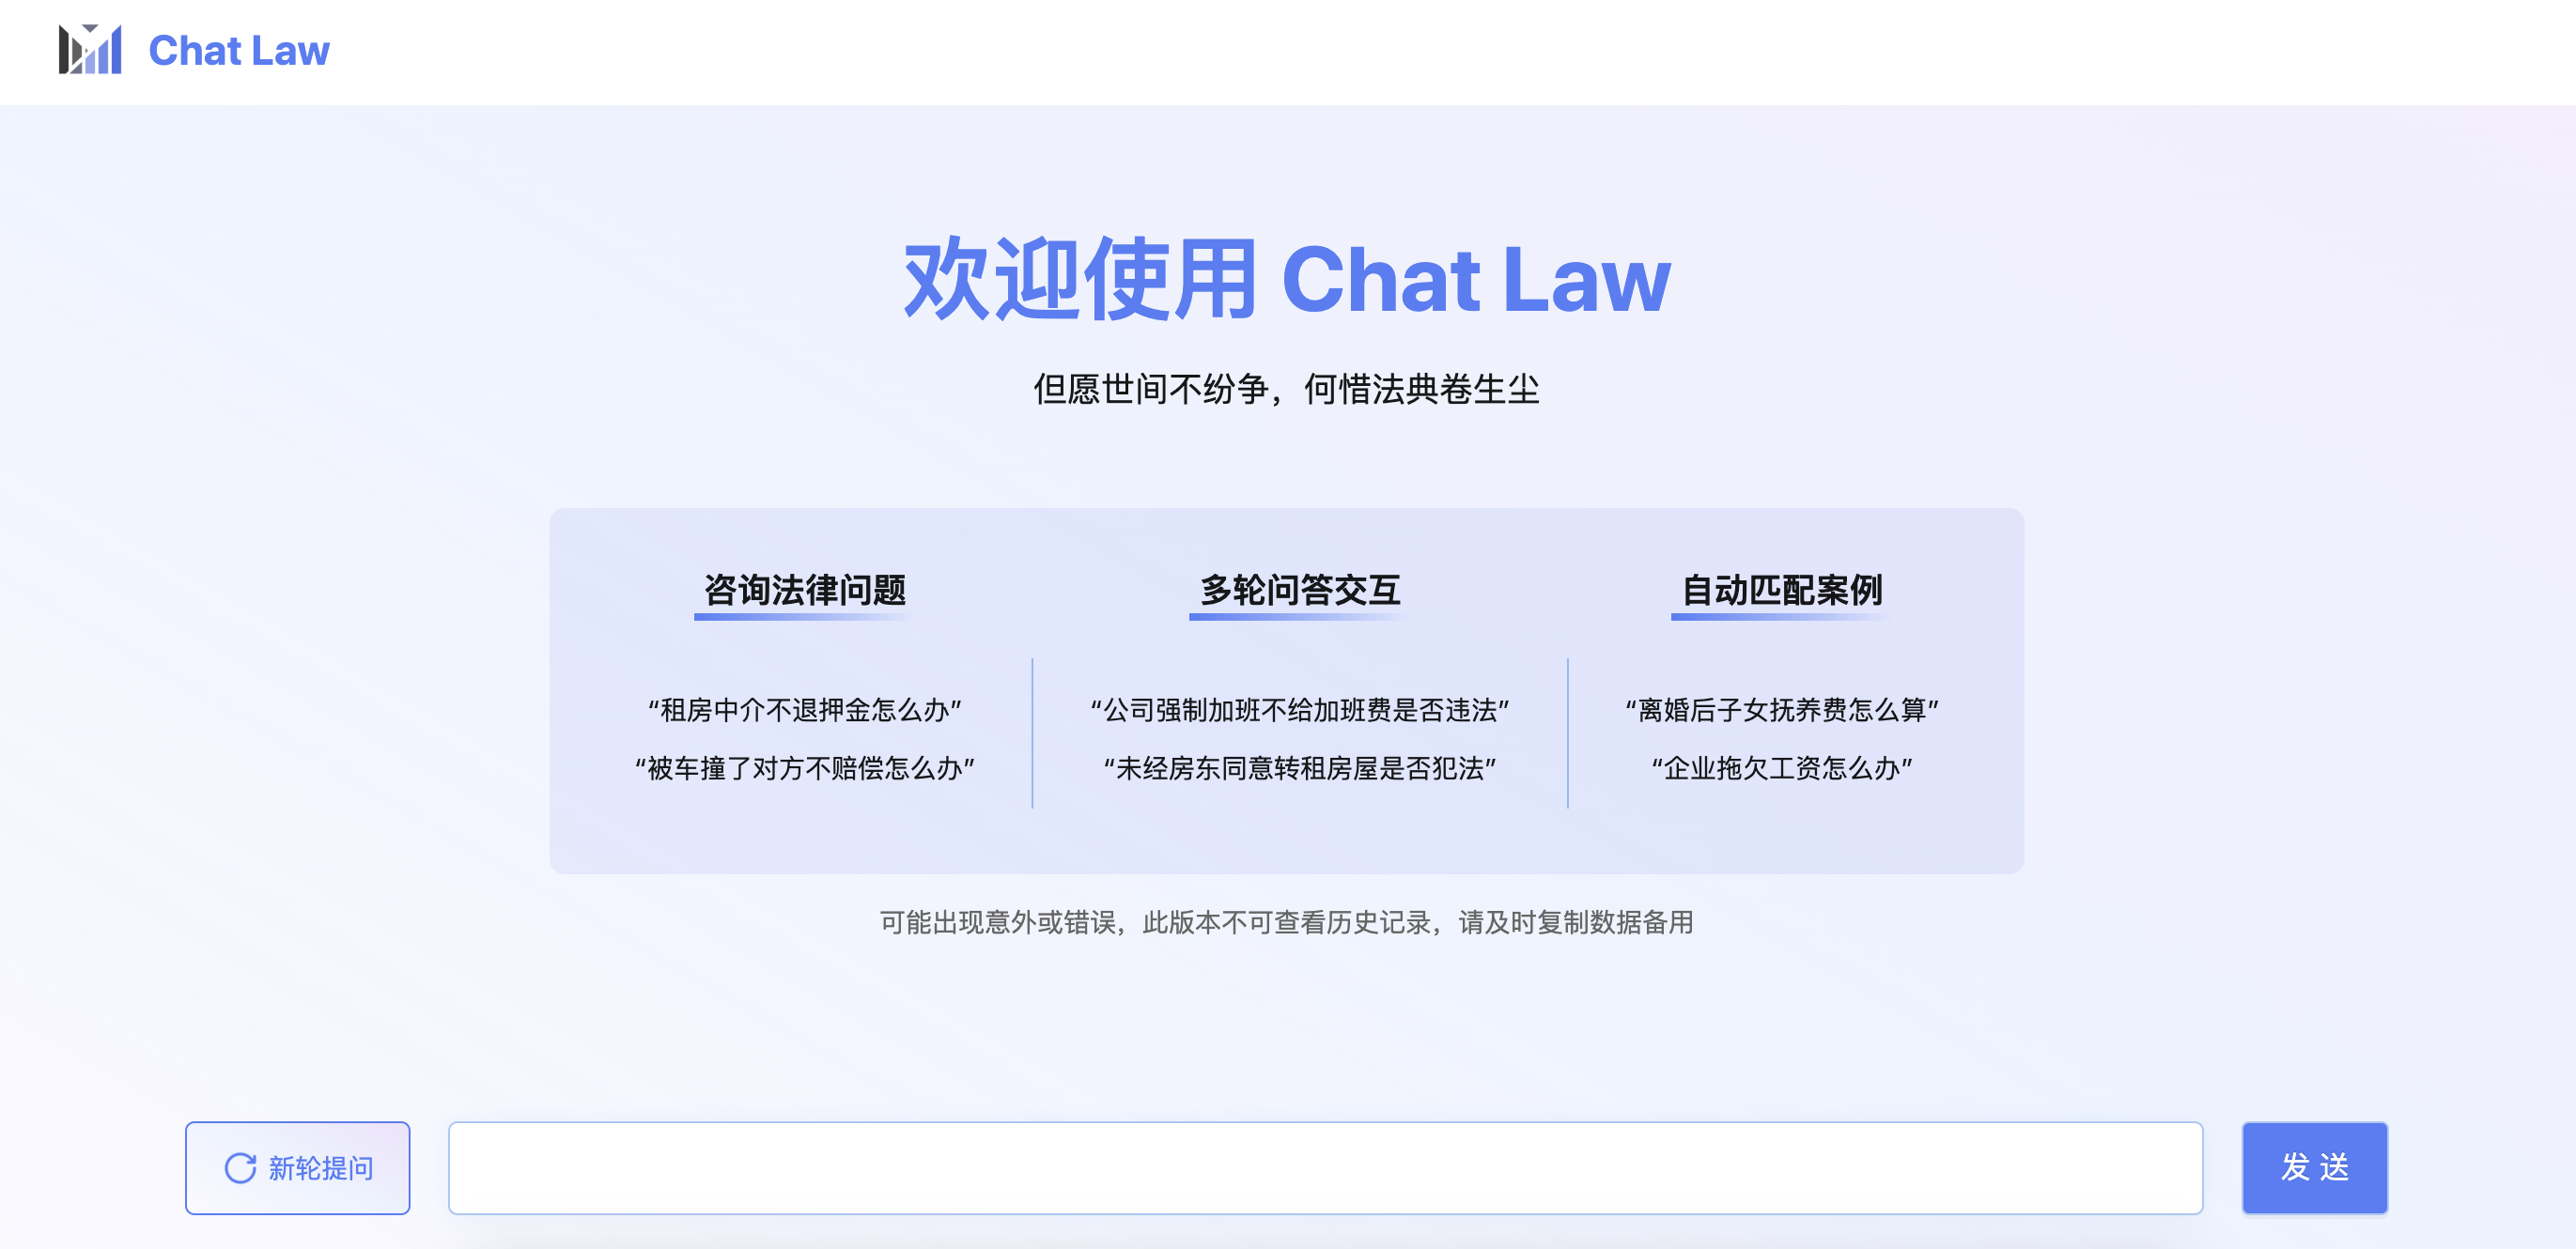 Chat Law
欢迎使用 Chat Law
但愿世间不纷争，何惜法典卷生尘
咨询法律问题
“租房中介不退押金怎么办”
“被车撞了对方不赔偿怎么办”
多轮问答交互
“公司强制加班不给加班费是否违法”
“未经房东同意转租房屋是否犯法”
自动匹配案例
“离婚后子女抚养费怎么算”
“企业拖欠工资怎么办”
可能出现意外或错误，此版本不可查看历史记录，请及时复制数据备用
新轮提问
发 送